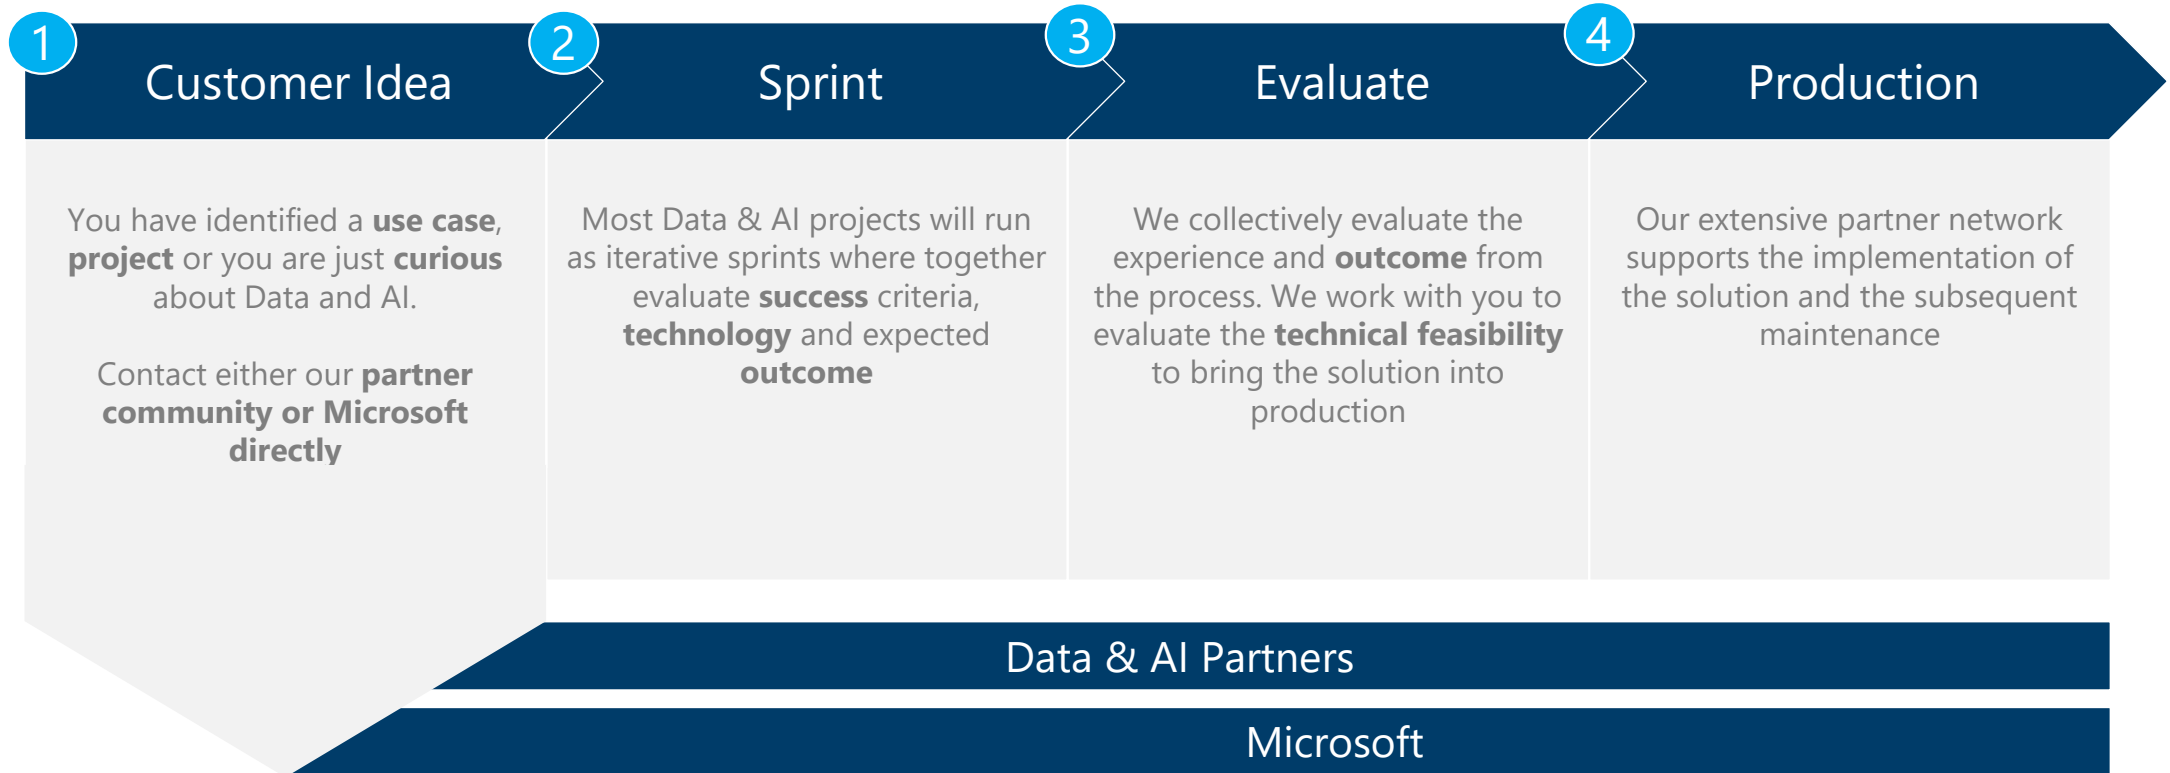 1
Customer Idea
You have identified a use case,
project or you are just curious
about Data and AI.
Contact either our partner
community or Microsoft
directly
2
Sprint
Most Data & AI projects will run
as iterative sprints where together
evaluate success criteria,
technology and expected
outcome
3
Evaluate
We collectively evaluate the
experience and outcome from
the process. We work with you to
evaluate the technical feasibility
to bring the solution into
production
4
Production
Our extensive partner network
supports the implementation of
the solution and the subsequent
maintenance
Data & AI Partners
Microsoft